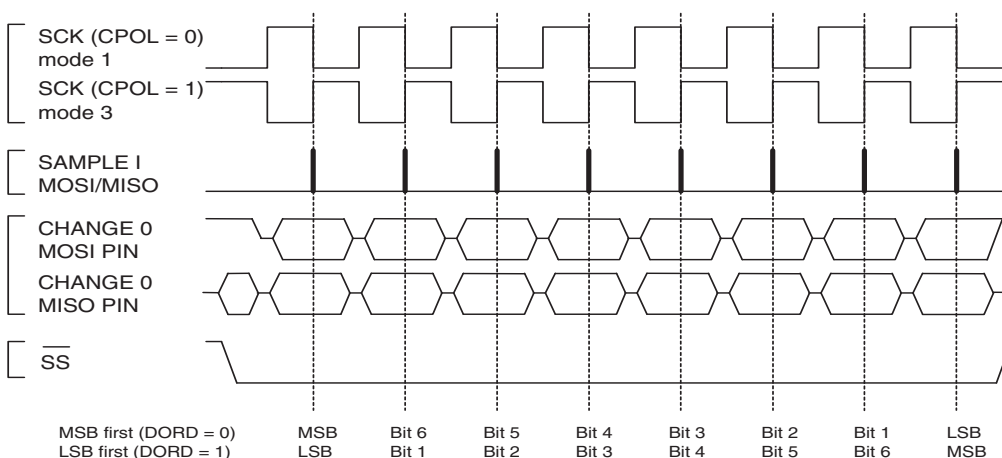 SCK (CPOL = 0)
mode 1
SCK (CPOL = 1)
mode 3
SAMPLE I
MOSI/MISO
CHANGE 0
MOSI PIN
CHANGE 0
MISO PIN
SS
MSB first (DORD = 0) MSB Bit 6 Bit 5 Bit 4 Bit 3 Bit 2 Bit 1 LSB
LSB first (DORD = 1) LSB Bit 1 Bit 2 Bit 3 Bit 4 Bit 5 Bit 6 MSB